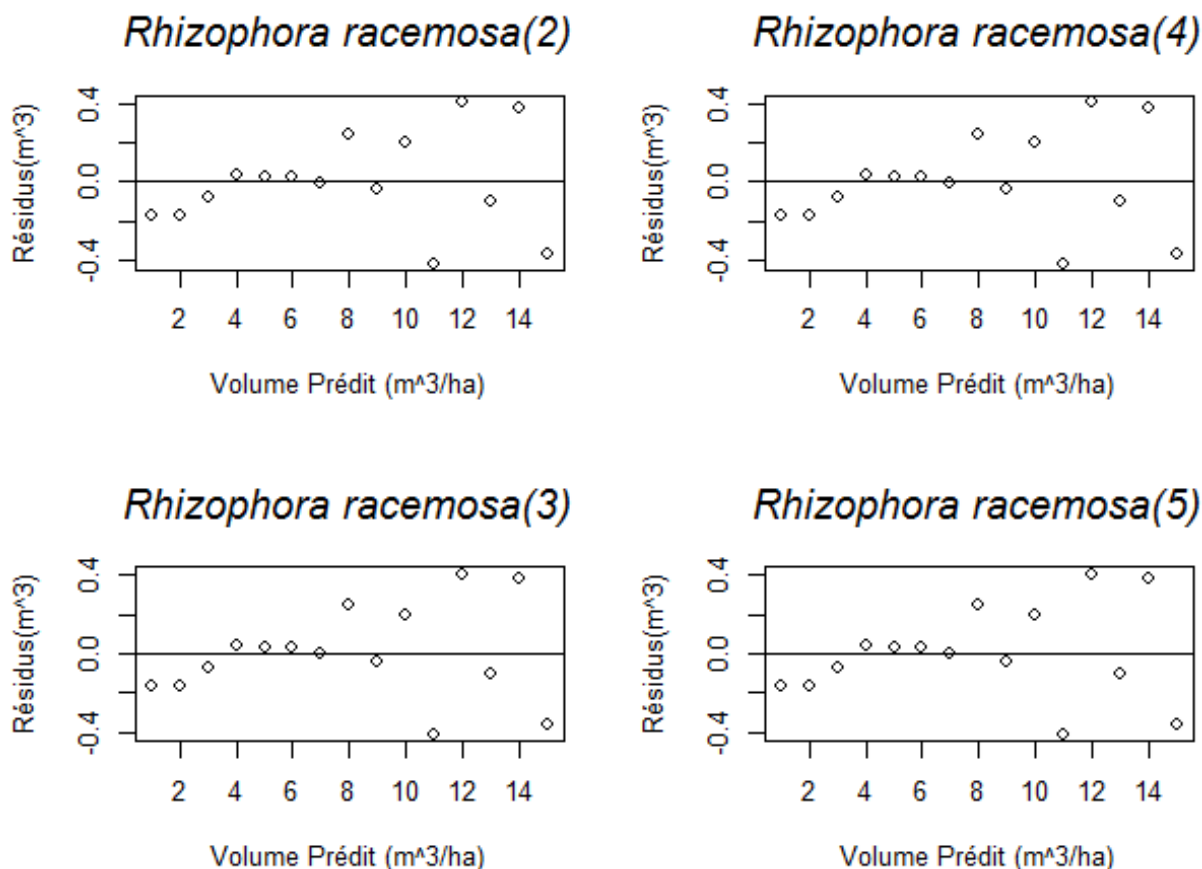 Rhizophora racemosa(2)
Résidus(m^3)
0.4
0.0
-0.4
2 4 6 8 10 12 14
Volume Prédit (m^3/ha)
Rhizophora racemosa(4)
Résidus(m^3)
0.4
0.0
-0.4
2 4 6 8 10 12 14
Volume Prédit (m^3/ha)
Rhizophora racemosa(3)
Résidus(m^3)
0.4
0.0
-0.4
2 4 6 8 10 12 14
Volume Prédit (m^3/ha)
Rhizophora racemosa(5)
Résidus(m^3)
0.4
0.0
-0.4
2 4 6 8 10 12 14
Volume Prédit (m^3/ha)